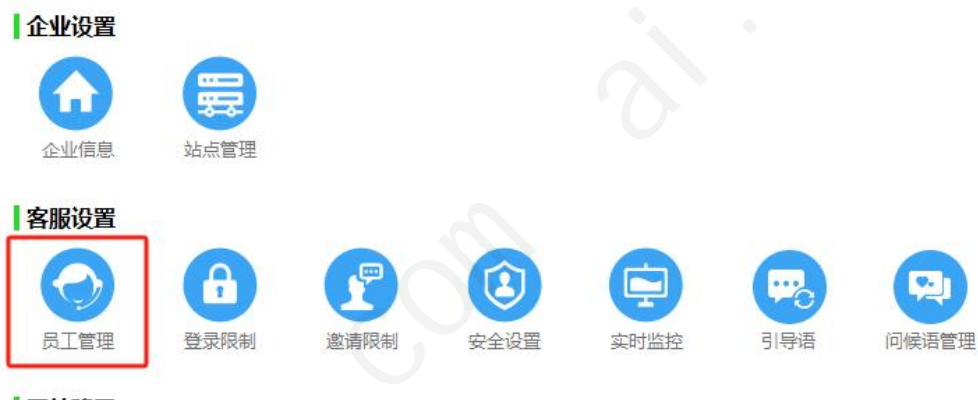 企业设置
企业信息 站点管理
客服设置
员工管理 登录限制 邀请限制 安全设置 实时监控 引导语 问候语管理
com ai.